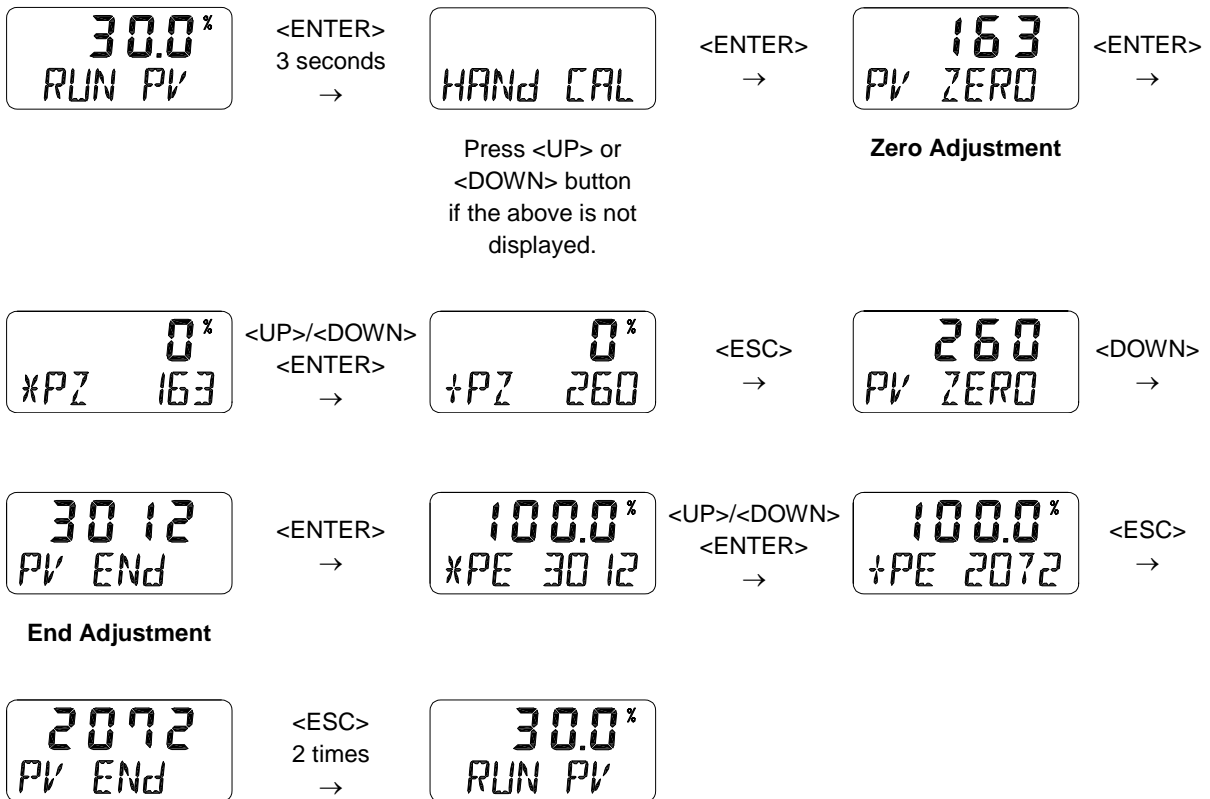 30.0%
RUN PV
<ENTER>
3 seconds
→
HANd CAL
Press <UP> or
<DOWN> button
if the above is not
displayed.
<ENTER>
→
163
PV ZERO
Zero Adjustment
<ENTER>
→
0%
*PZ 163
<UP>/<DOWN>
<ENTER>
→
0%
+PZ 260
<ESC>
→
260
PV ZERO
<DOWN>
→
3012
PV ENd
End Adjustment
<ENTER>
→
100.0%
*PE 3012
<UP>/<DOWN>
<ENTER>
→
100.0%
+PE 2072
<ESC>
→
2072
PV ENd
<ESC>
2 times
→
30.0%
RUN PV